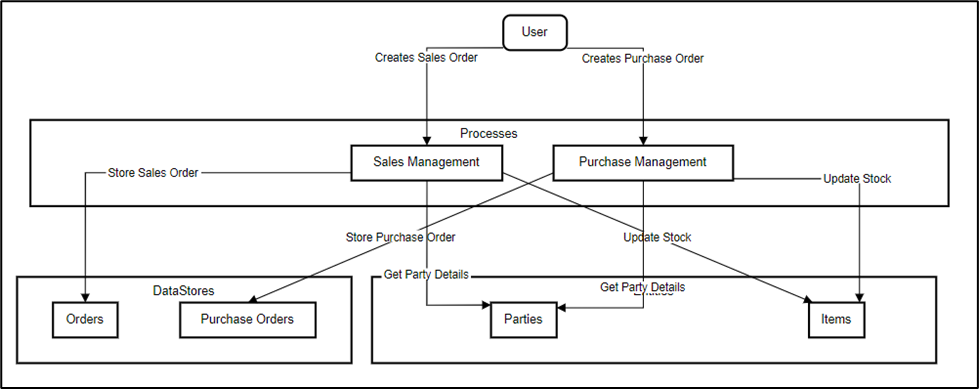 User
Creates Sales Order
Creates Purchase Order
Processes
Sales Management
Purchase Management
Store Sales Order
Update Stock
Store Purchase Order
Update Stock
Get Party Details
Get Party Details
DataStores
Orders
Purchase Orders
Parties
Items